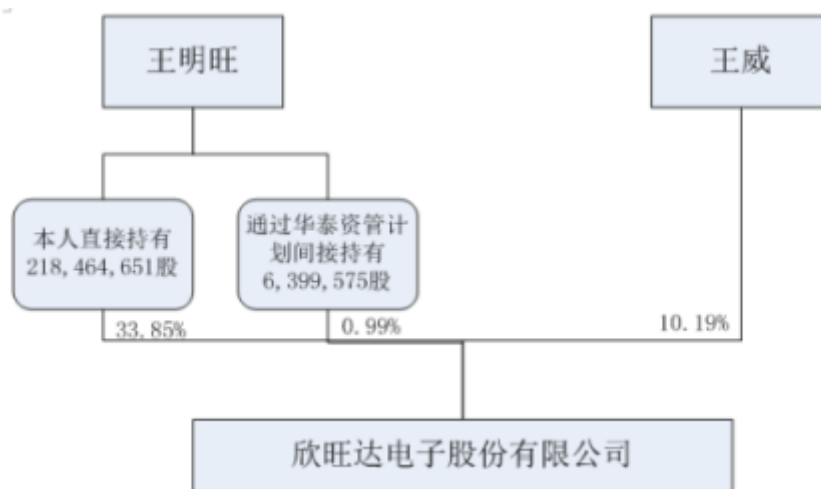 王明旺
王威
本人直接持有
218,464,651股
通过华泰资管计
划间接持有
6,399,575股
33.85%
0.99%
10.19%
欣旺达电子股份有限公司